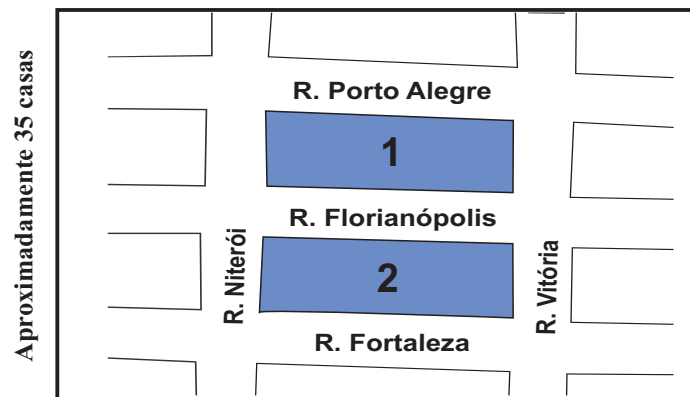 Aproximadamente 35 casas
R. Porto Alegre
1
R. Florianópolis
R. Niterói
2
R. Vitória
R. Fortaleza